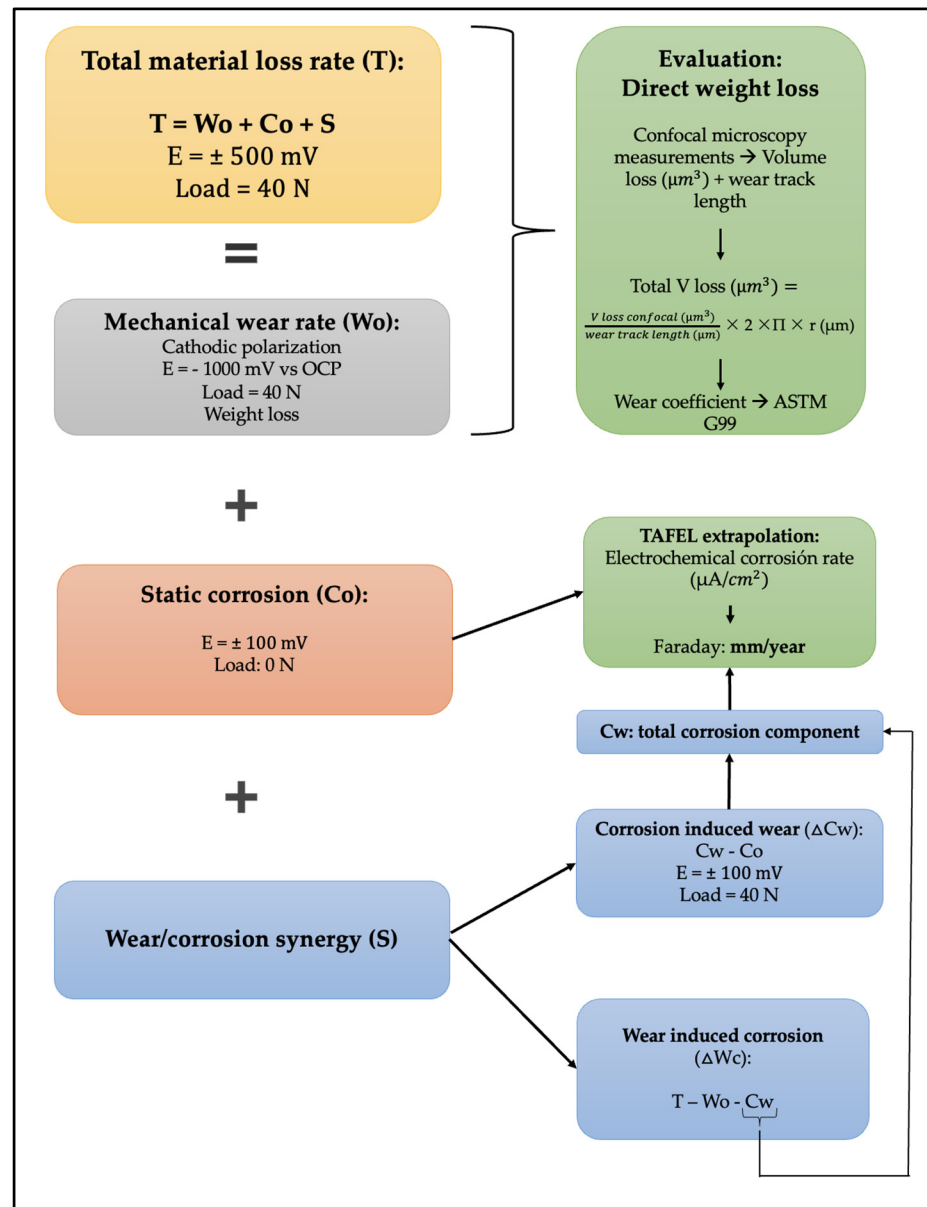 Total material loss rate (T):
T = Wo + Co + S
E = ± 500 mV
Load = 40 N
=
Mechanical wear rate (Wo):
Cathodic polarization
E = - 1000 mV vs OCP
Load = 40 N
Weight loss
+
Static corrosion (Co):
E = ± 100 mV
Load: 0 N
+
Wear/corrosion synergy (S)
Evaluation:
Direct weight loss
Confocal microscopy
measurements → Volume
loss (µm³) + wear track
length
Total V loss (µm³) =
V loss confocal (µm³)
wear track length (µm)
× 2 × Π × r (µm)
Wear coefficient → ASTM
G99
TAFEL extrapolation:
Electrochemical corrosión rate
(µA/cm²)
Faraday: mm/year
Cw: total corrosion component
Corrosion induced wear (△Cw):
Cw - Co
E = ± 100 mV
Load = 40 N
Wear induced corrosion
(△Wc):
T – Wo - Cw